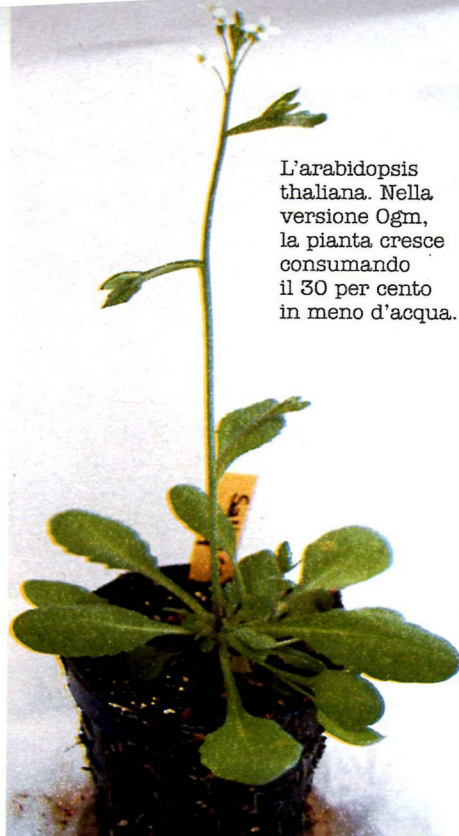 L'arabidopsis
thaliana. Nella
versione Ogm,
la pianta cresce
consumando
il 30 per cento
in meno d'acqua.